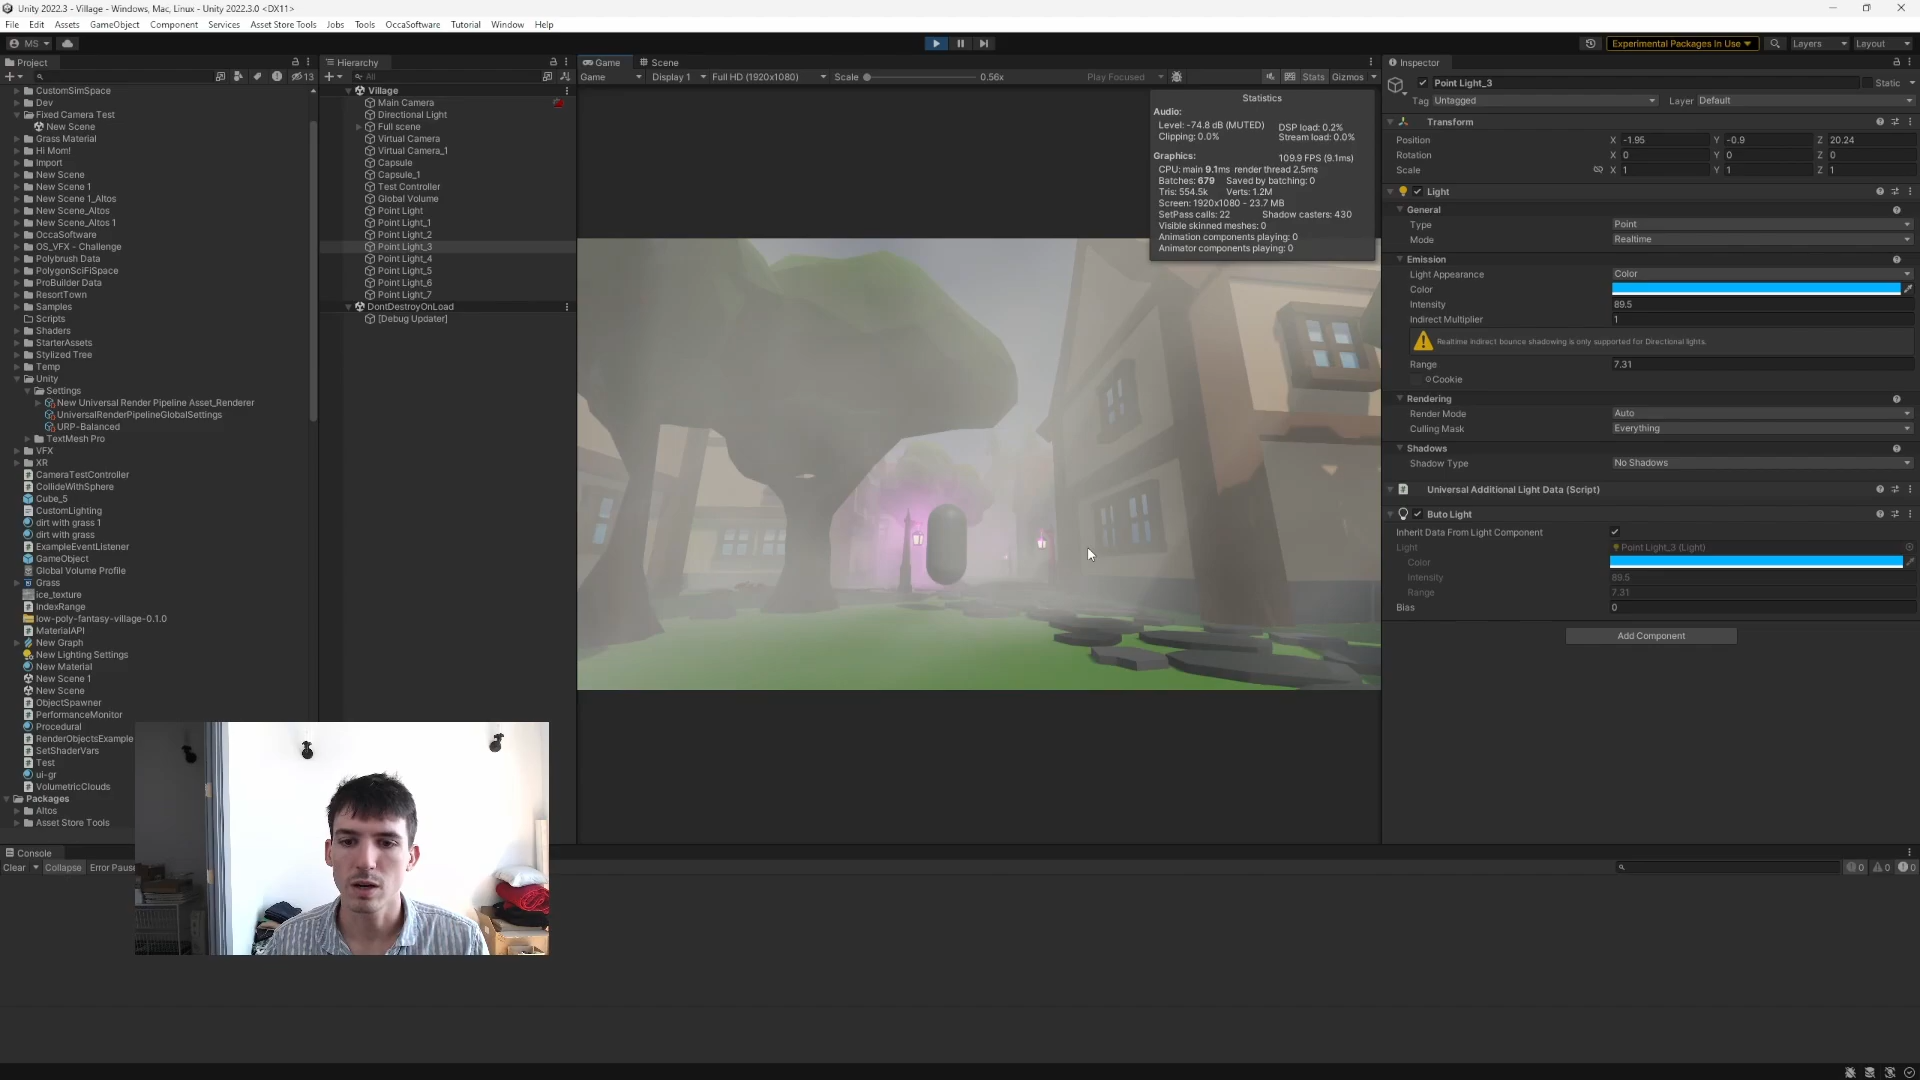 Unity 2022.3 - Village - Windows, Mac, Linux - Unity 2022.3.0 <DX11>
File Edit Assets GameObject Component Services Asset Store Tools Jobs Tools OccaSoftware Tutorial Window Help
MS Experimental Packages In Use Layers Layout
Project
13
CustomSimSpace
Dev
Fixed Camera Test
New Scene
Grass Material
Hi Mom!
Import
New Scene
New Scene 1
New Scene 1_Altos
New Scene_Altos
New Scene_Altos 1
OccaSoftware
OS_VFX - Challenge
Polybrush Data
PolygonSciFiSpace
ProBuilder Data
ResortTown
Samples
Scripts
Shaders
StarterAssets
Stylized Tree
Temp
Unity
Settings
New Universal Render Pipeline Asset_Renderer
UniversalRenderPipelineGlobalSettings
URP-Balanced
TextMesh Pro
VFX
XR
CameraTestController
CollideWithSphere
Cube_5
CustomLighting
dirt with grass 1
dirt with grass
ExampleEventListener
GameObject
Global Volume Profile
Grass
ice_texture
IndexRange
low-poly-fantasy-village-0.1.0
MaterialAPI
New Graph
New Lighting Settings
New Material
New Scene 1
New Scene
ObjectSpawner
PerformanceMonitor
Procedural
RenderObjectsExample
SetShaderVars
Test
ui-gr
VolumetricClouds
Packages
Altos
Asset Store Tools
Hierarchy
All
Village
Main Camera
Directional Light
Full scene
Virtual Camera
Virtual Camera_1
Capsule
Capsule_1
Test Controller
Global Volume
Point Light
Point Light_1
Point Light_2
Point Light_3
Point Light_4
Point Light_5
Point Light_6
Point Light_7
DontDestroyOnLoad
[Debug Updater]
Game Scene
Game Display 1 Full HD (1920x1080) Scale 0.56x Play Focused Stats Gizmos
Statistics
Audio:
Level: -74.8 dB (MUTED) DSP load: 0.2%
Clipping: 0.0% Stream load: 0.0%
Graphics: 109.9 FPS (9.1ms)
CPU: main 9.1ms render thread 2.5ms
Batches: 679 Saved by batching: 0
Tris: 554.5k Verts: 1.2M
Screen: 1920x1080 - 23.7 MB
SetPass calls: 22 Shadow casters: 430
Visible skinned meshes: 0
Animation components playing: 0
Animator components playing: 0
Inspector
Point Light_3 Static
Tag Untagged Layer Default
Transform
Position X -1.95 Y -0.9 Z 20.24
Rotation X 0 Y 0 Z 0
Scale X 1 Y 1 Z 1
Light
General
Type Point
Mode Realtime
Emission
Light Appearance Color
Color
Intensity 89.5
Indirect Multiplier 1
Realtime indirect bounce shadowing is only supported for Directional lights.
Range 7.31
Cookie
Rendering
Render Mode Auto
Culling Mask Everything
Shadows
Shadow Type No Shadows
Universal Additional Light Data (Script)
Buto Light
Inherit Data From Light Component
Light Point Light_3 (Light)
Color
Intensity 89.5
Range 7.31
Bias 0
Add Component
Console
Clear Collapse Error Pause
0 0 0